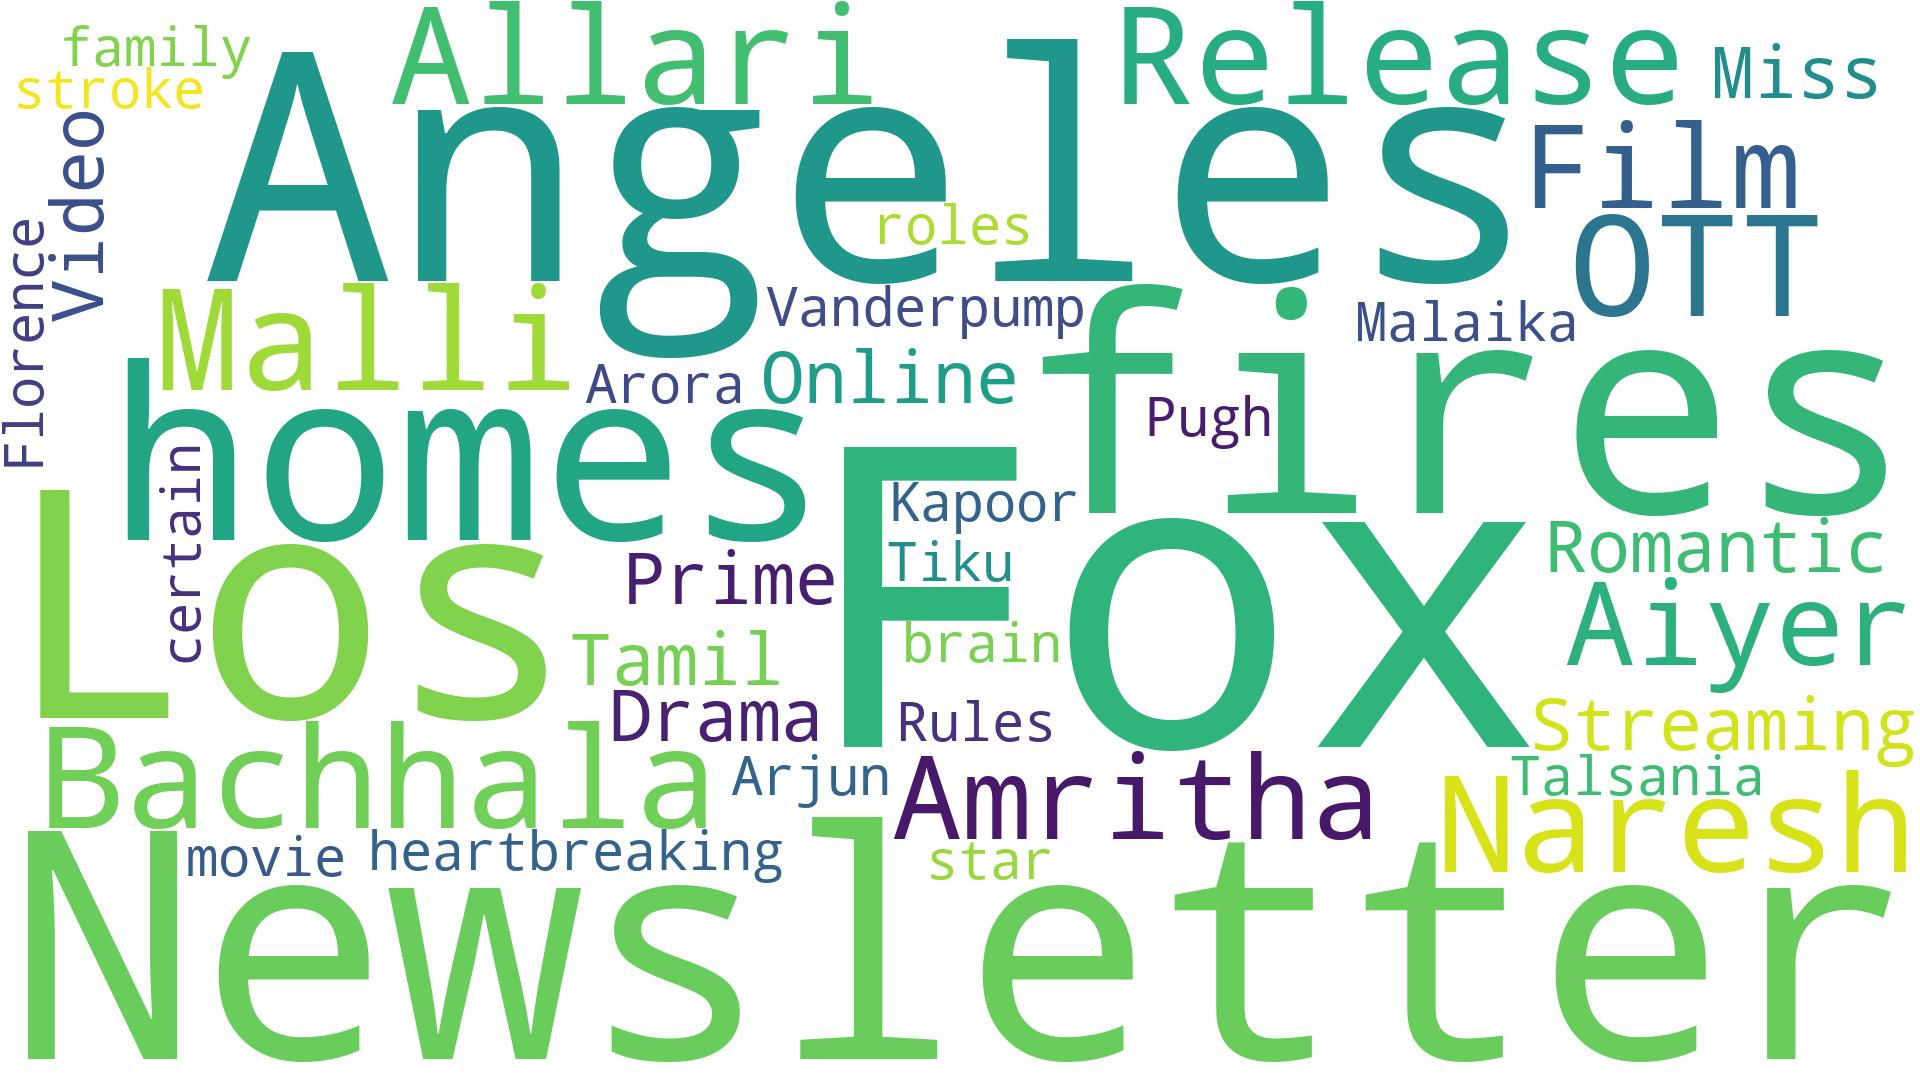 family
Allari
Release
Miss
stroke
Angeles
Video
Film
roles
OTT
Florence
Malli
Vanderpump
fires
Malaika
Arora
Online
Pugh
homes
certain
Fox
Kapoor
Los
Prime
Tiku
Romantic
Aiyer
Tamil
brain
Drama
Rules
Streaming
Bachhala
Arjun
Amritha
Talsania
Naresh
movie
heartbreaking
star
Newsletter